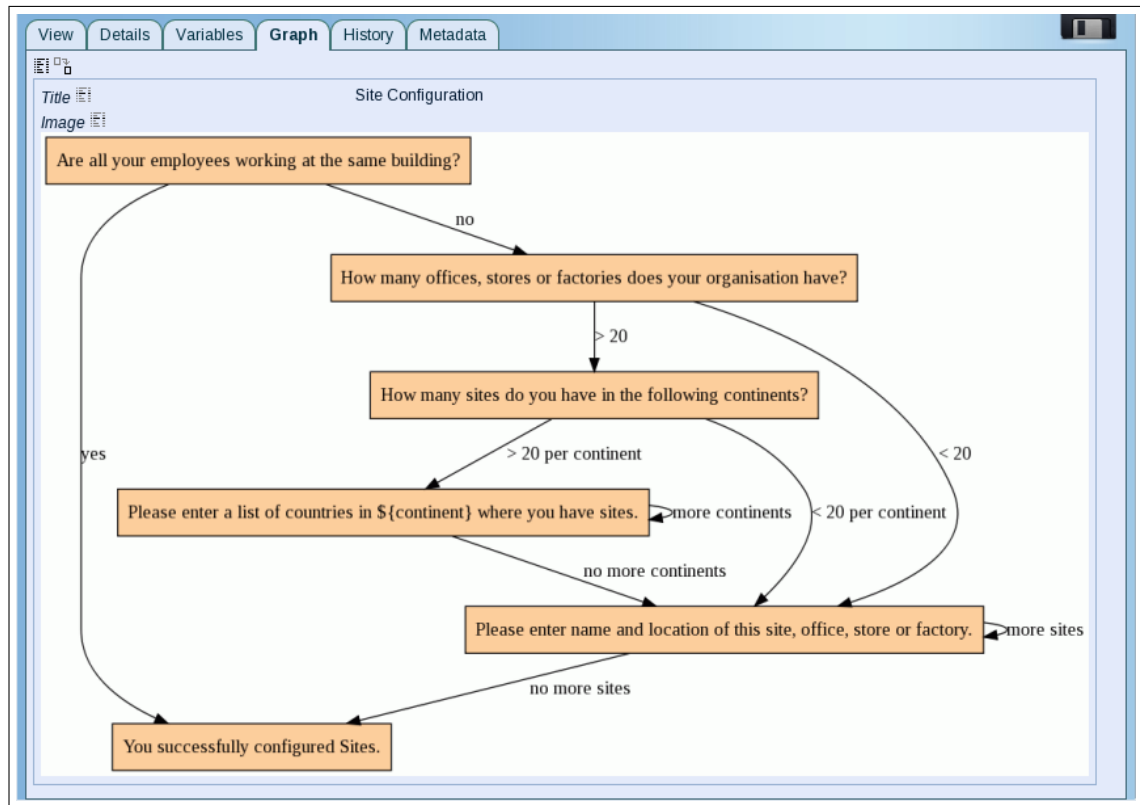 View Details Variables Graph History Metadata
Title Site Configuration
Image
Are all your employees working at the same building?
no
How many offices, stores or factories does your organisation have?
> 20
How many sites do you have in the following continents?
yes
> 20 per continent
< 20
Please enter a list of countries in ${continent} where you have sites.
more continents
< 20 per continent
no more continents
Please enter name and location of this site, office, store or factory.
more sites
no more sites
You successfully configured Sites.